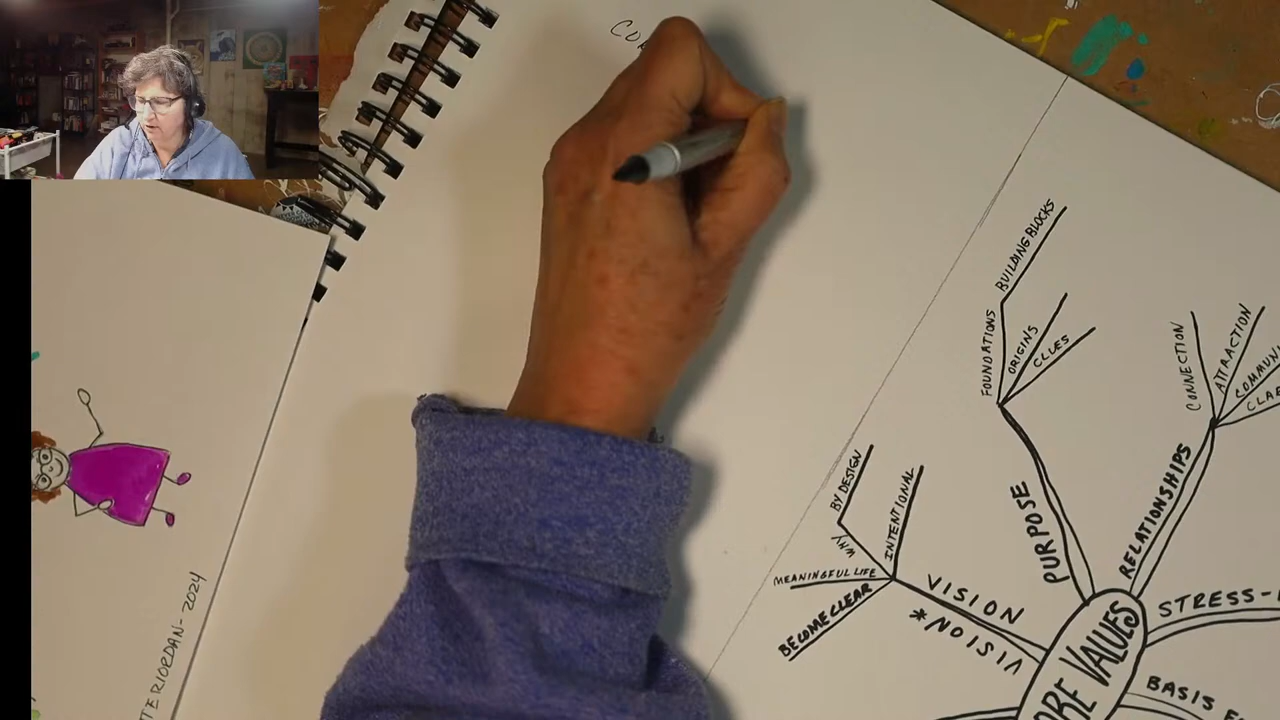 BUILDING BLOCKS
FOUNDATIONS
ORIGINS
CLUES
CONNECTION
ATTRACTION
PURPOSE
RELATIONSHIPS
BY DESIGN
WHY
INTENTIONAL
MEANINGFUL LIFE
BECOME CLEAR
VISION
VISION*
STRESS-
BASIS
ORE VALUES
TE RIORDAN-2024